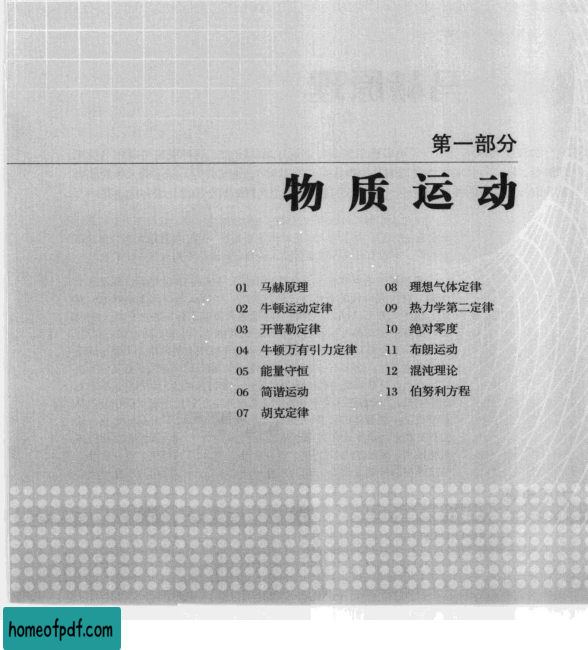 第一部分
物质运动
01 马赫原理
02 牛顿运动定律
03 开普勒定律
04 牛顿万有引力定律
05 能量守恒
06 简谐运动
07 胡克定律
08 理想气体定律
09 热力学第二定律
10 绝对零度
11 布朗运动
12 混沌理论
13 伯努利方程
homeofpdf.com